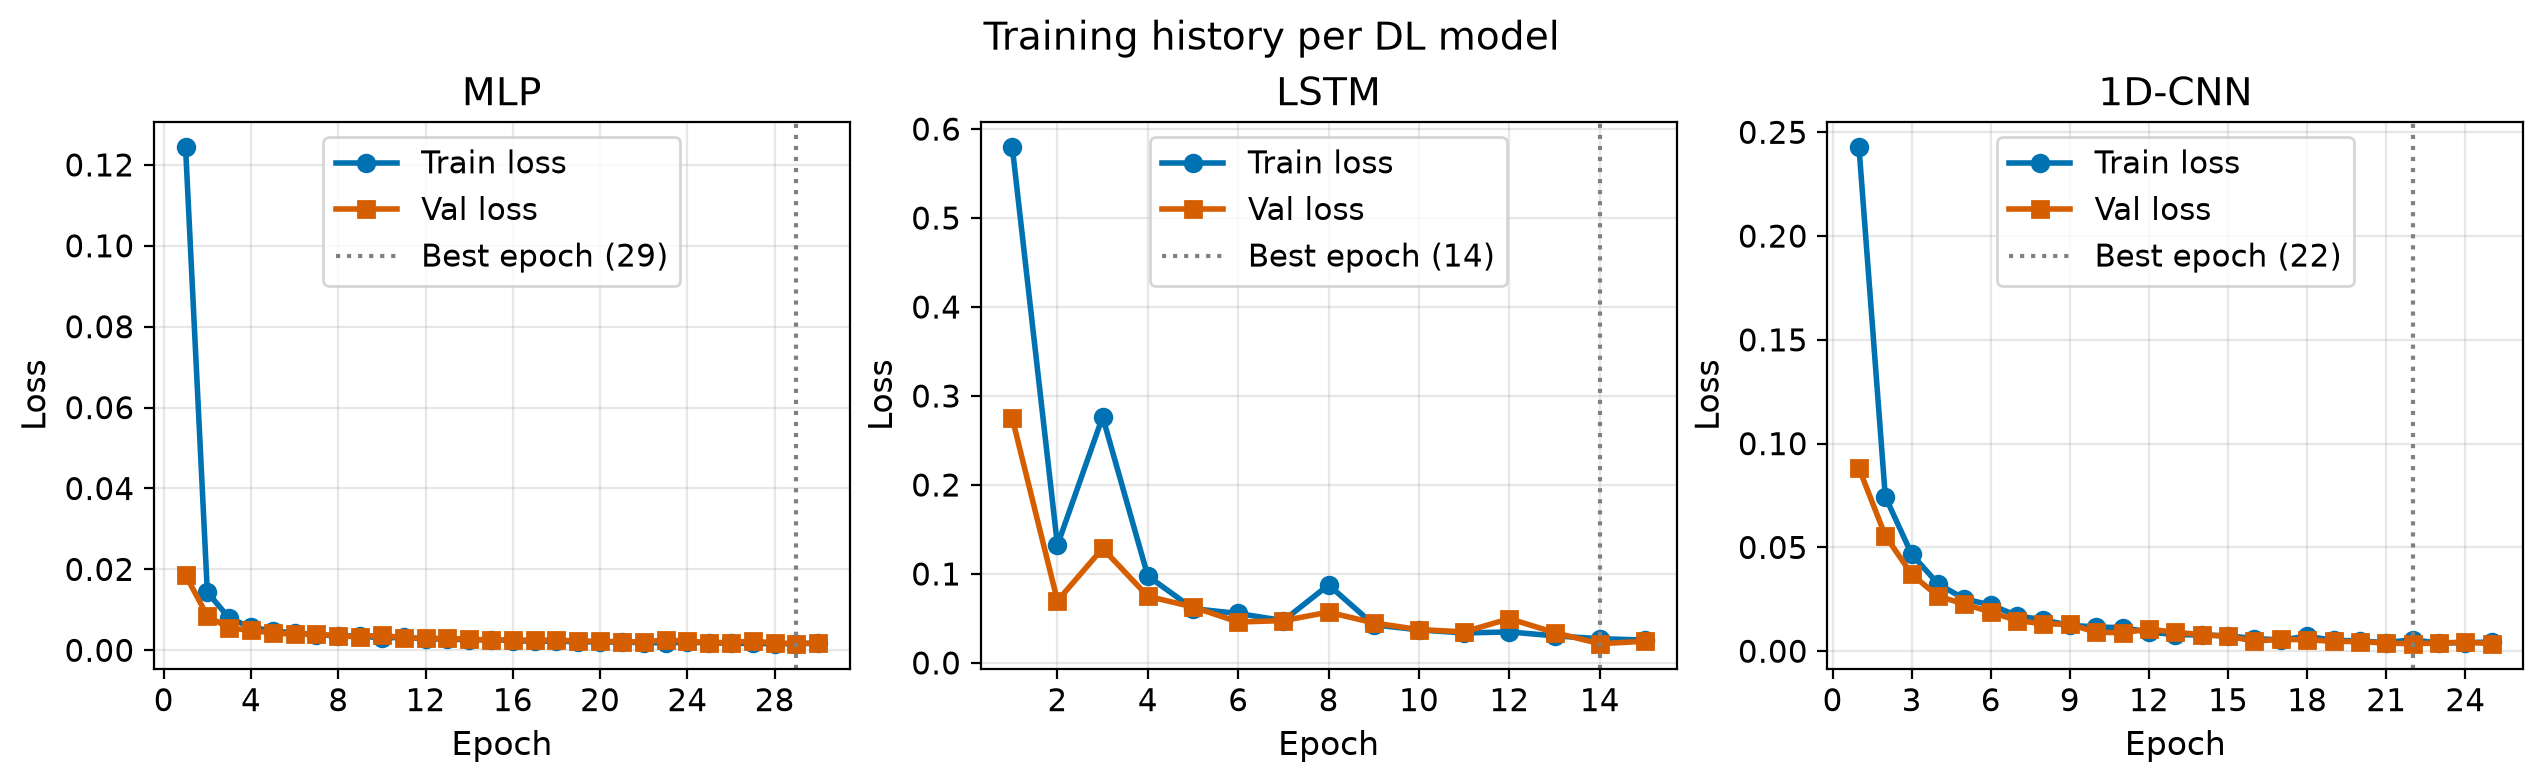 Training history per DL model
MLP
Train loss
Val loss
Best epoch (29)
0.12
0.10
0.08
0.06
0.04
0.02
0.00
Loss
0 4 8 12 16 20 24 28
Epoch
LSTM
Train loss
Val loss
Best epoch (14)
0.6
0.5
0.4
0.3
0.2
0.1
0.0
Loss
2 4 6 8 10 12 14
Epoch
1D-CNN
Train loss
Val loss
Best epoch (22)
0.25
0.20
0.15
0.10
0.05
0.00
Loss
0 3 6 9 12 15 18 21 24
Epoch